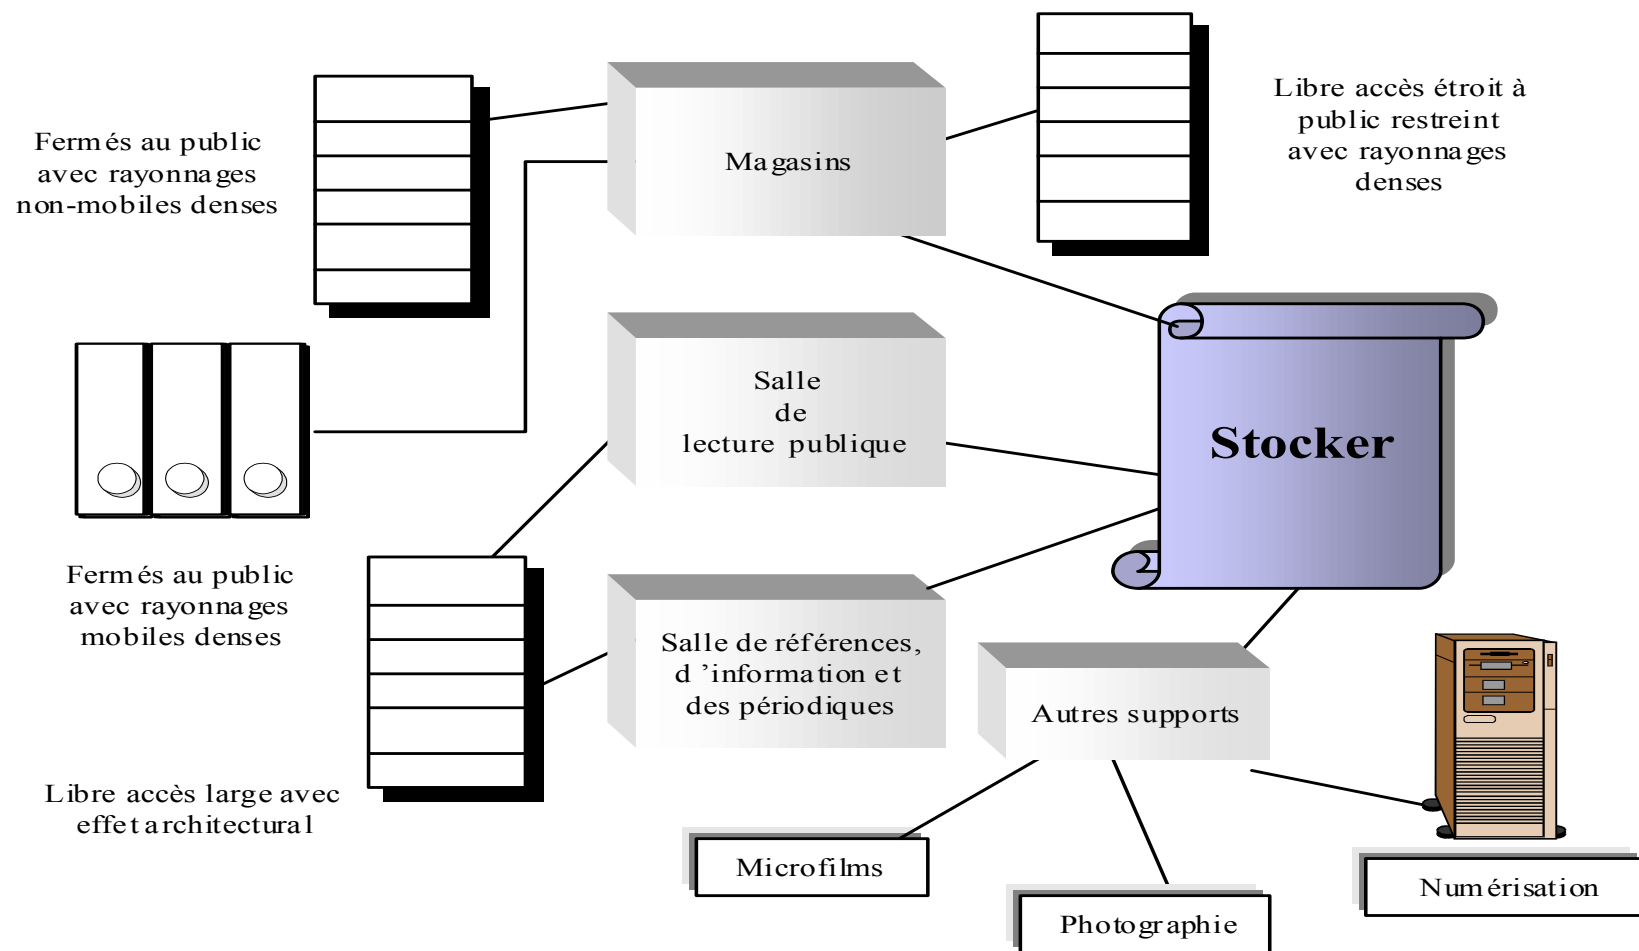 Fermés au public
avec rayonnages
non-mobiles denses
Magasins
Libre accès étroit à
public restreint
avec rayonnages
denses
Salle
de
lecture publique
Stocker
Fermés au public
avec rayonnages
mobiles denses
Salle de références,
d ’information et
des périodiques
Autres supports
Libre accès large avec
effet architectural
Microfilms
Photographie
Numérisation